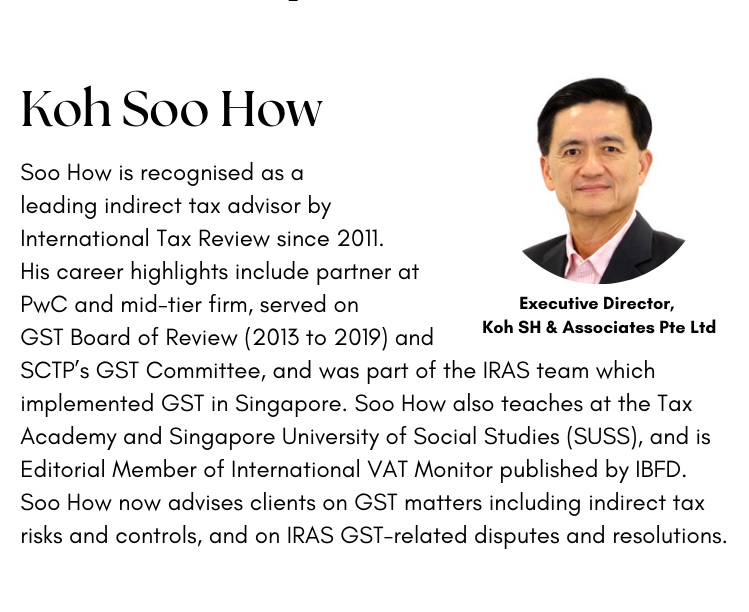 Koh Soo How
Soo How is recognised as a
leading indirect tax advisor by
International Tax Review since 2011.
His career highlights include partner at
PwC and mid-tier firm, served on
GST Board of Review (2013 to 2019) and
SCTP's GST Committee, and was part of the IRAS team which
implemented GST in Singapore. Soo How also teaches at the Tax
Academy and Singapore University of Social Studies (SUSS), and is
Editorial Member of International VAT Monitor published by IBFD.
Soo How now advises clients on GST matters including indirect tax
risks and controls, and on IRAS GST-related disputes and resolutions.
Executive Director,
Koh SH & Associates Pte Ltd